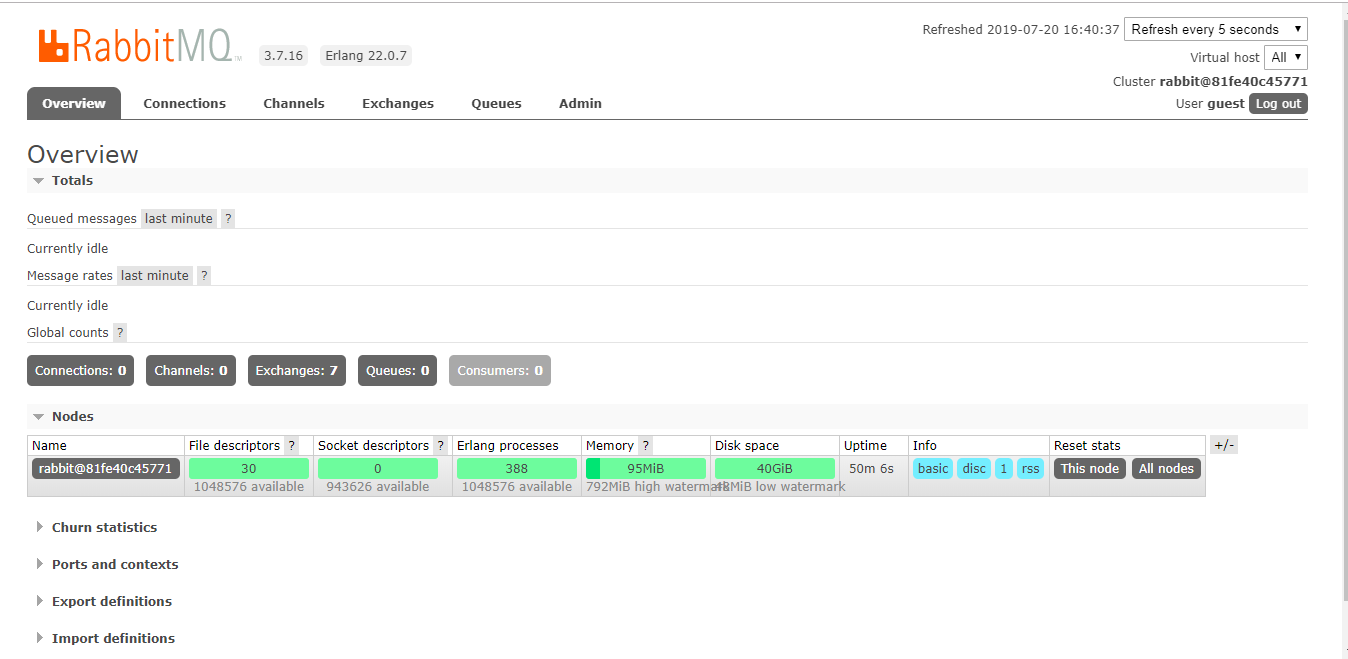 RabbitMQ TM 3.7.16 Erlang 22.0.7
Refreshed 2019-07-20 16:40:37 Refresh every 5 seconds
Virtual host All
Cluster rabbit@81fe40c45771
User guest Log out
Overview Connections Channels Exchanges Queues Admin
Overview
Totals
Queued messages last minute ?
Currently idle
Message rates last minute ?
Currently idle
Global counts ?
Connections: 0 Channels: 0 Exchanges: 7 Queues: 0 Consumers: 0
Nodes
Name File descriptors ? Socket descriptors ? Erlang processes Memory ? Disk space Uptime Info Reset stats +/-
rabbit@81fe40c45771 30 0 388 95MiB 40GiB 50m 6s basic disc 1 rss This node All nodes
1048576 available 943626 available 1048576 available 792MiB high watermark 48MiB low watermark
Churn statistics
Ports and contexts
Export definitions
Import definitions